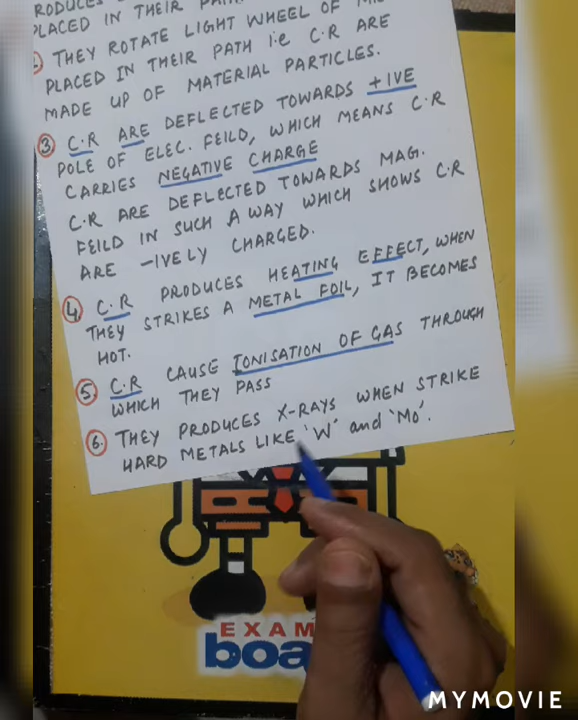 PLACED IN THEIR
THEY ROTATE LIGHT WHEEL OF
PLACED IN THEIR PATH i.e C.R ARE
MADE UP OF MATERIAL PARTICLES.
3 C.R ARE DEFLECTED TOWARDS +IVE
POLE OF ELEC. FEILD, WHICH MEANS C.R
CARRIES NEGATIVE CHARGE
C.R ARE DEFLECTED TOWARDS MAG.
FEILD IN SUCH A WAY WHICH SHOWS C.R
ARE -IVELY CHARGED.
4 C.R PRODUCES HEATING EFFECT, WHEN
THEY STRIKES A METAL FOIL, IT BECOMES
HOT.
5. C.R CAUSE IONISATION OF GAS THROUGH
WHICH THEY PASS
6. THEY PRODUCES X-RAYS WHEN STRIKE
HARD METALS LIKE 'W' and 'Mo'.
EXAM
boa
MYMOVIE